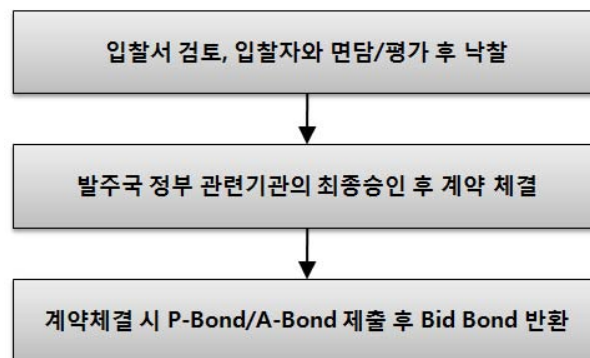 입찰서 검토, 입찰자와 면담/평가 후 낙찰
발주국 정부 관련기관의 최종승인 후 계약 체결
계약체결 시 P-Bond/A-Bond 제출 후 Bid Bond 반환